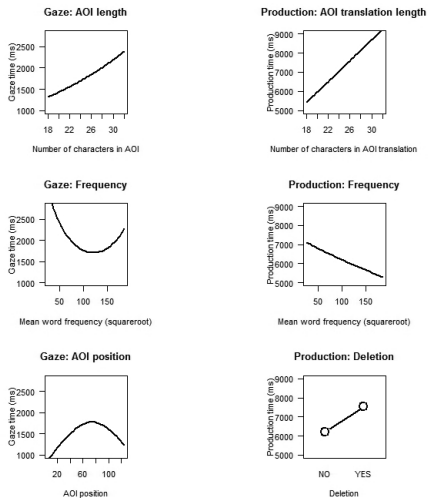 Gaze: AOI length
Gaze time (ms)
2500
2000
1500
1000
18 22 26 30
Number of characters in AOI
Production: AOI translation length
Production time (ms)
9000
8000
7000
6000
5000
18 22 26 30
Number of characters in AOI translation
Gaze: Frequency
Gaze time (ms)
2500
2000
1500
1000
50 100 150
Mean word frequency (squareroot)
Production: Frequency
Production time (ms)
9000
8000
7000
6000
5000
50 100 150
Mean word frequency (squareroot)
Gaze: AOI position
Gaze time (ms)
2500
2000
1500
1000
20 60 100
AOI position
Production: Deletion
Production time (ms)
9000
8000
7000
6000
5000
NO YES
Deletion